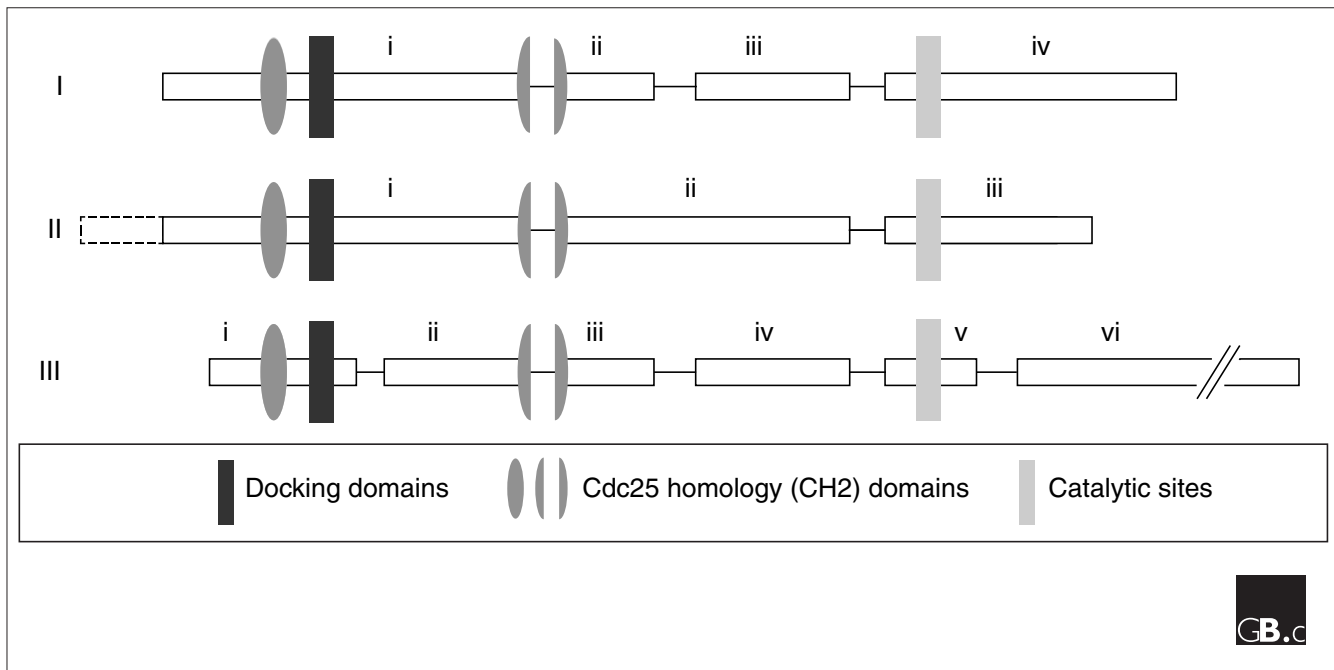 i ii iii iv
I
i ii iii
II
i ii iii iv v vi
III
Docking domains Cdc25 homology (CH2) domains Catalytic sites
GB.c